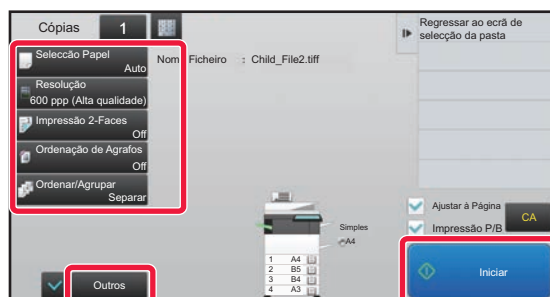 Cópias 1
Regressar ao ecrã de
selecção da pasta
Seleccão Papel
Auto
Nom Ficheiro : Child_File2.tiff
Resolução
600 ppp (Alta qualidade)
Impressão 2-Faces
Off
Ordenação de Agrafos
Off
Ordenar/Agrupar
Separar
Simples
A4
1 A4
2 B5
3 B4
4 A3
Ajustar à Página
Impressão P/B
CA
Outros
Iniciar